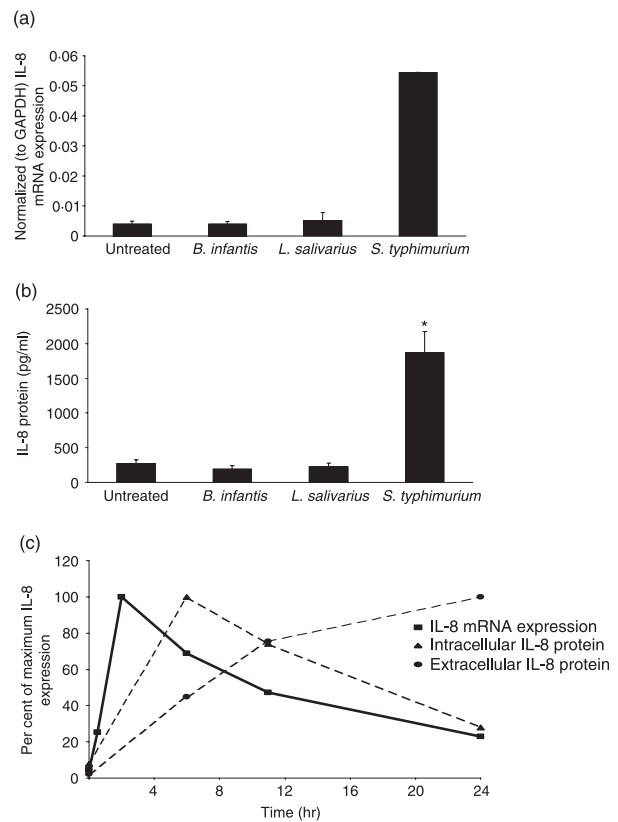 (a)
Normalized (to GAPDH) IL-8
mRNA expression
0·06
0·05
0·04
0·03
0·02
0·01
0
Untreated
B. infantis
L. salivarius
S. typhimurium
(b)
IL-8 protein (pg/ml)
2500
2000
1500
1000
500
0
*
Untreated
B. infantis
L. salivarius
S. typhimurium
(c)
Per cent of maximum IL-8
expression
120
100
80
60
40
20
0
IL-8 mRNA expression
Intracellular IL-8 protein
Extracellular IL-8 protein
4
8
12
16
20
24
Time (hr)